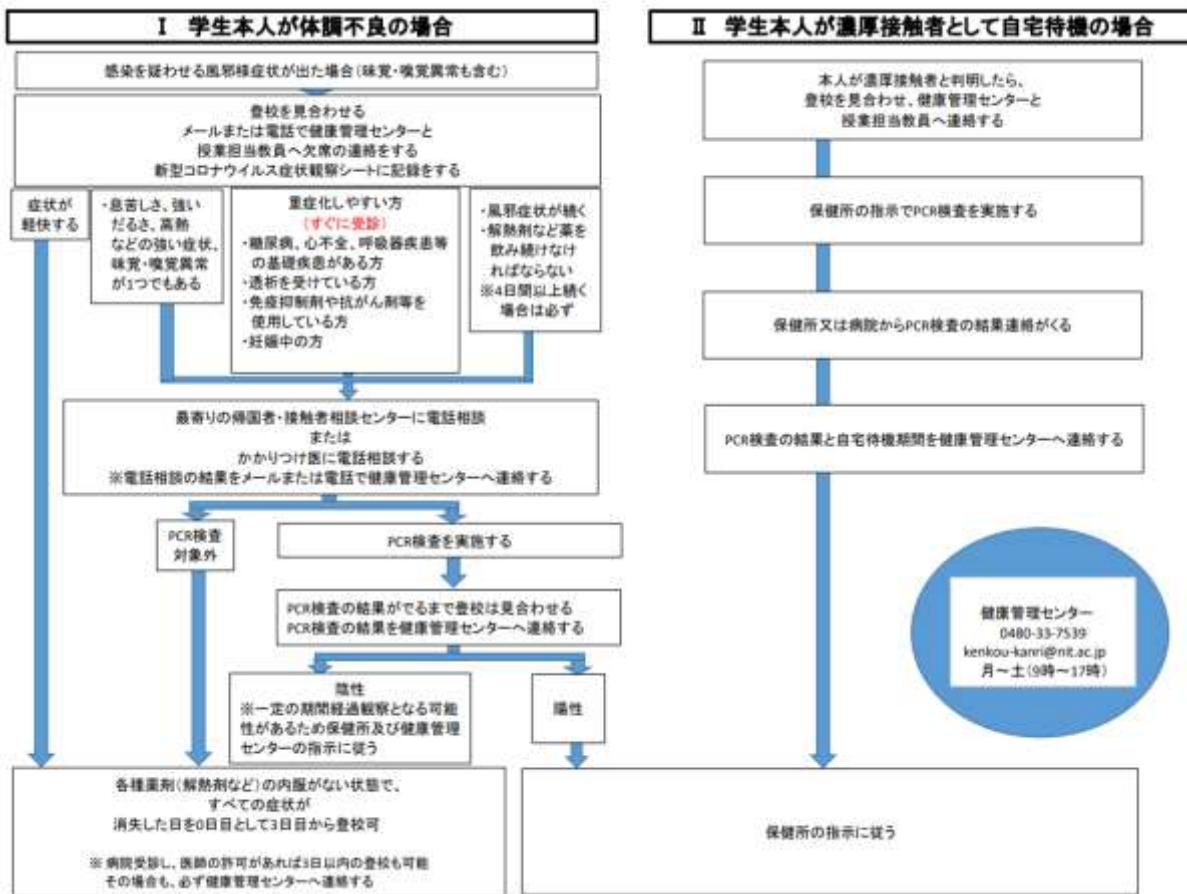 Ⅰ 学生本人が体調不良の場合
感染を疑わせる風邪様症状が出た場合(味覚・嗅覚異常も含む)
登校を見合わせる
メールまたは電話で健康管理センターと
授業担当教員へ欠席の連絡をする
新型コロナウイルス症状観察シートに記録をする
症状が
軽快する
・息苦しさ、強い
だるさ、高熱
などの強い症状、
味覚・嗅覚異常
が1つでもある
重症化しやすい方
(すぐに受診)
・糖尿病、心不全、呼吸器疾患等
の基礎疾患がある方
・透析を受けている方
・免疫抑制剤や抗がん剤等を
使用している方
・妊娠中の方
・風邪症状が続く
・解熱剤など薬を
飲み続けなけ
ればならない
※4日間以上続く
場合は必ず
最寄りの帰国者・接触者相談センターに電話相談
または
かかりつけ医に電話相談する
※電話相談の結果をメールまたは電話で健康管理センターへ連絡する
PCR検査
対象外
PCR検査を実施する
PCR検査の結果がでるまで登校は見合わせる
PCR検査の結果を健康管理センターへ連絡する
陰性
※一定の期間経過観察となる可能
性があるため保健所及び健康管理
センターの指示に従う
陽性
各種薬剤(解熱剤など)の内服がない状態で、
すべての症状が
消失した日を0日目として3日目から登校可
※ 病院受診し、医師の許可があれば3日以内の登校も可能
その場合も、必ず健康管理センターへ連絡する
Ⅱ 学生本人が濃厚接触者として自宅待機の場合
本人が濃厚接触者と判明したら、
登校を見合わせ、健康管理センターと
授業担当教員へ連絡する
保健所の指示でPCR検査を実施する
保健所又は病院からPCR検査の結果連絡がくる
PCR検査の結果と自宅待機期間を健康管理センターへ連絡する
健康管理センター
0480-33-7539
kenkou-kanri@nit.ac.jp
月～土(9時～17時)
保健所の指示に従う